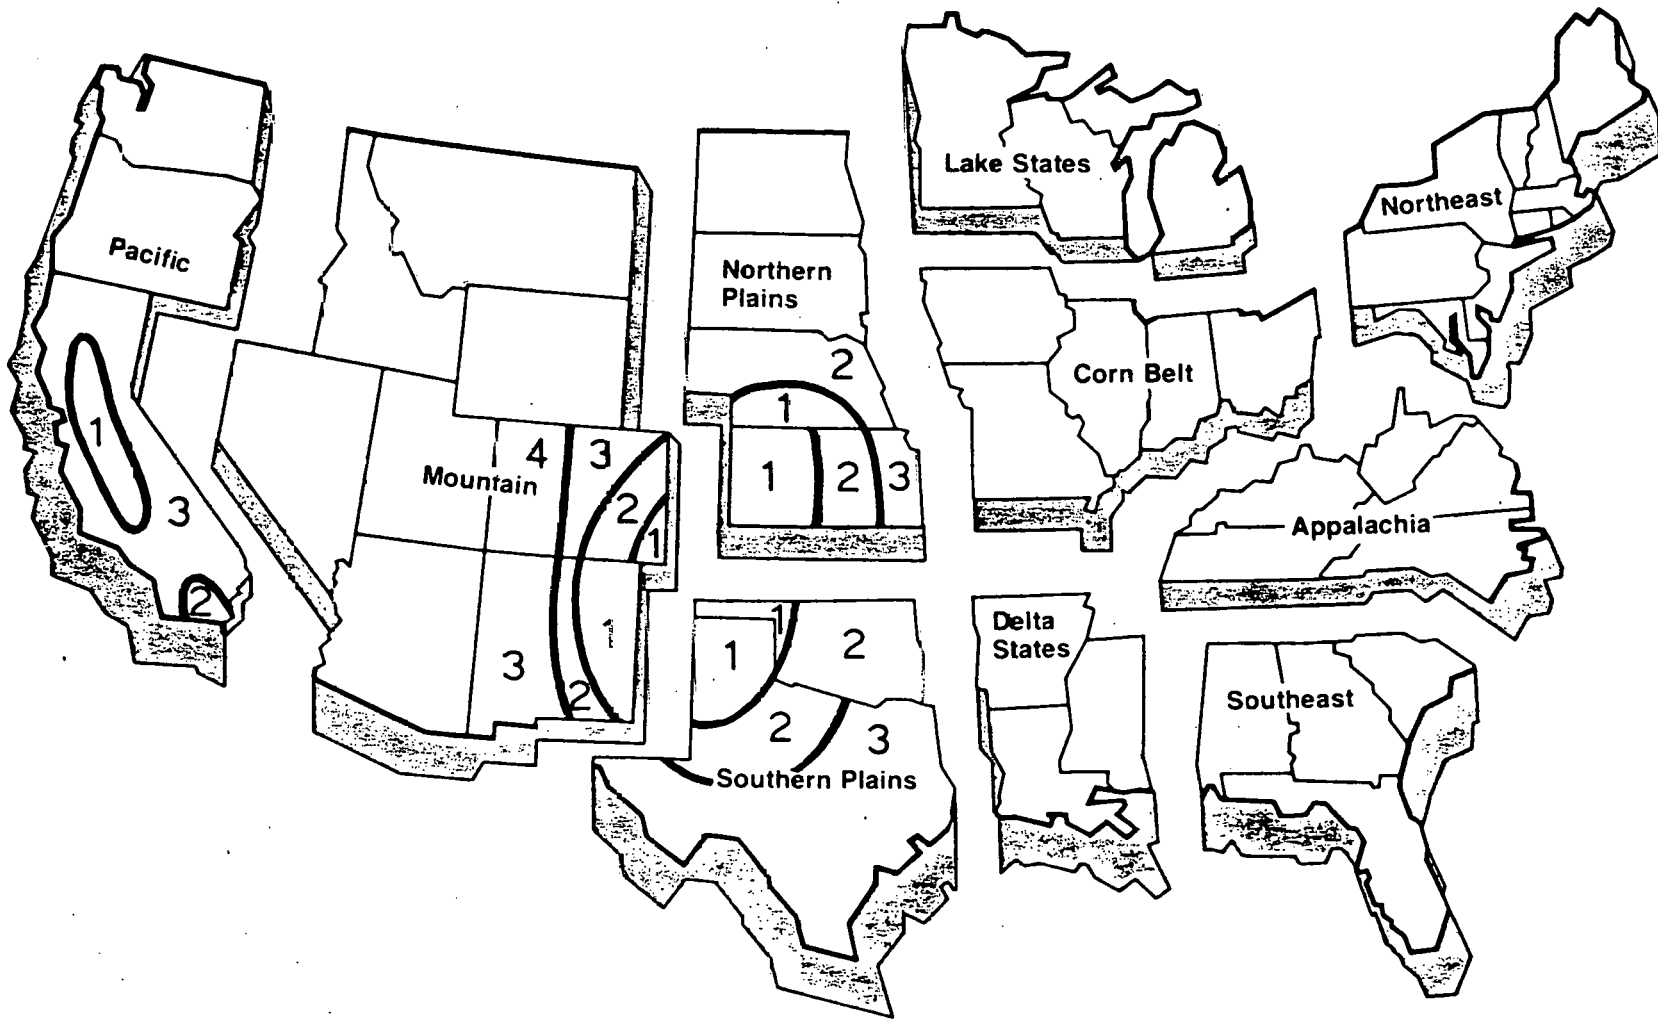 Pacific
1
3
2
Mountain
4
3
2
1
3
2
1
Northern
Plains
2
1
1
2
3
1
1
2
2
3
Southern Plains
Lake States
Corn Belt
Northeast
Appalachia
Delta
States
Southeast